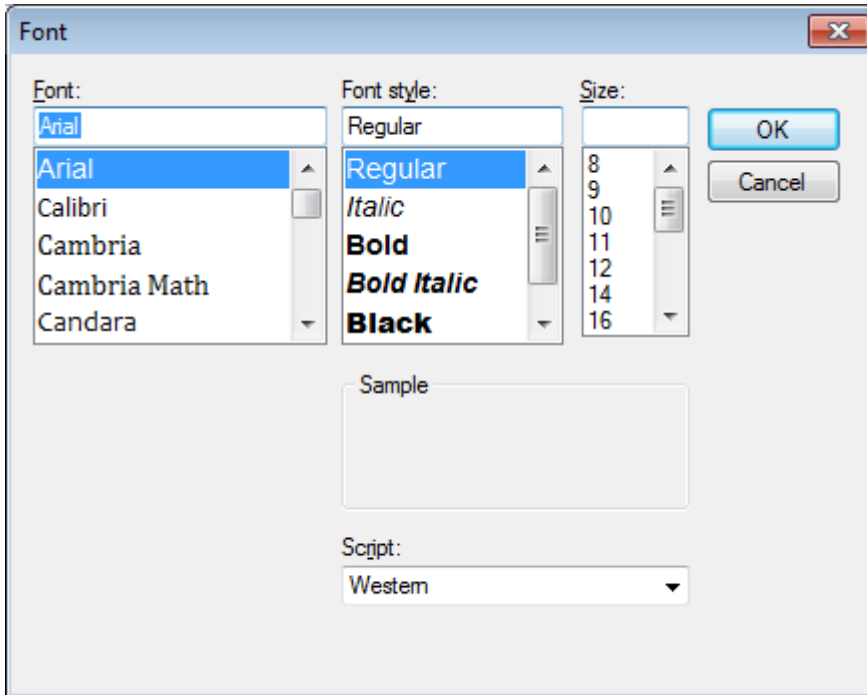 Font
Font: Font style: Size:
Arial Regular
OK
Arial Regular 8
Calibri Italic 9
Cambria Bold 10
Cambria Math Bold Italic 11
Candara Black 12
14
16
Cancel
Sample
Script:
Western